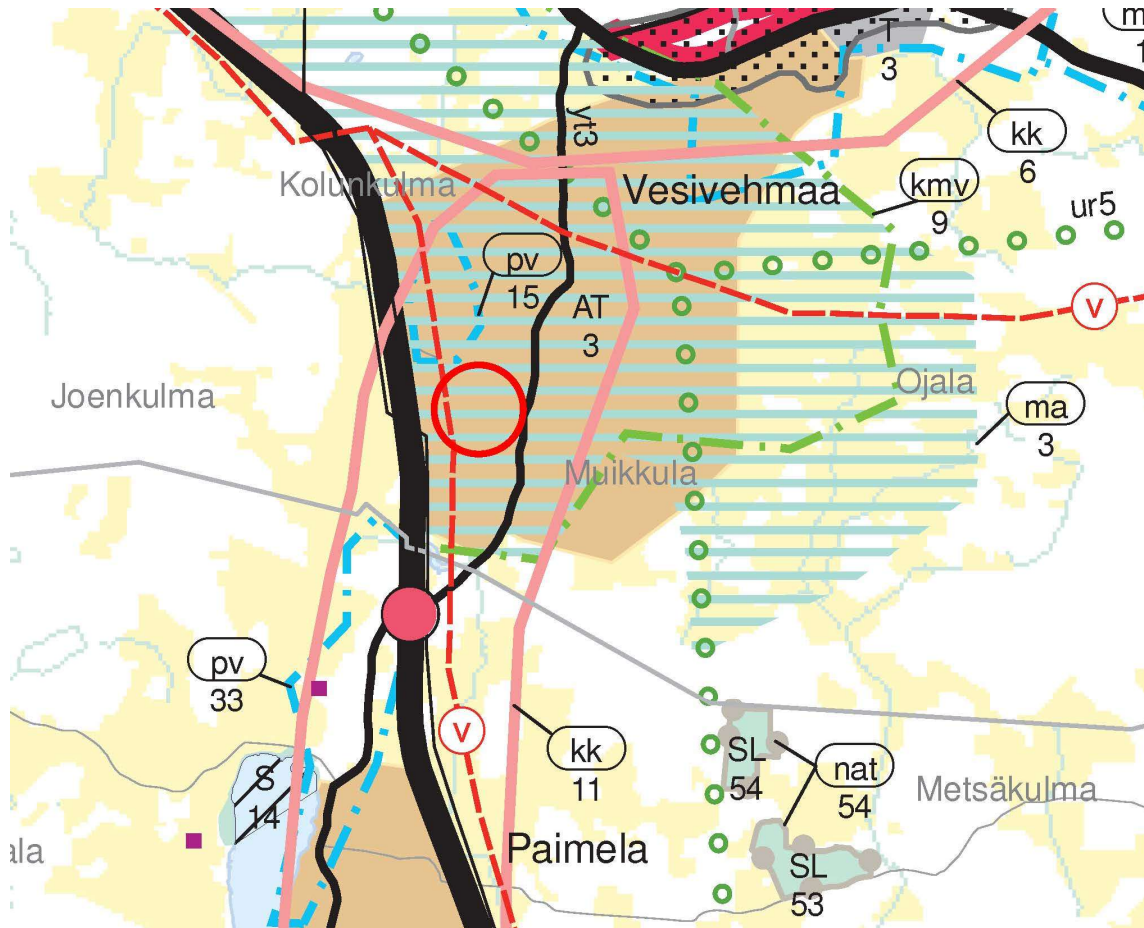 m
1
T
3
yt3
kk
6
Kolunkulma
Vesivehmaa
kmv
9
ur5
pv
15
AT
3
v
Joenkulma
Ojala
ma
3
Muikkula
pv
33
v
kk
11
SL
54
nat
54
Metsäkulma
S
14
ala
Paimela
SL
53